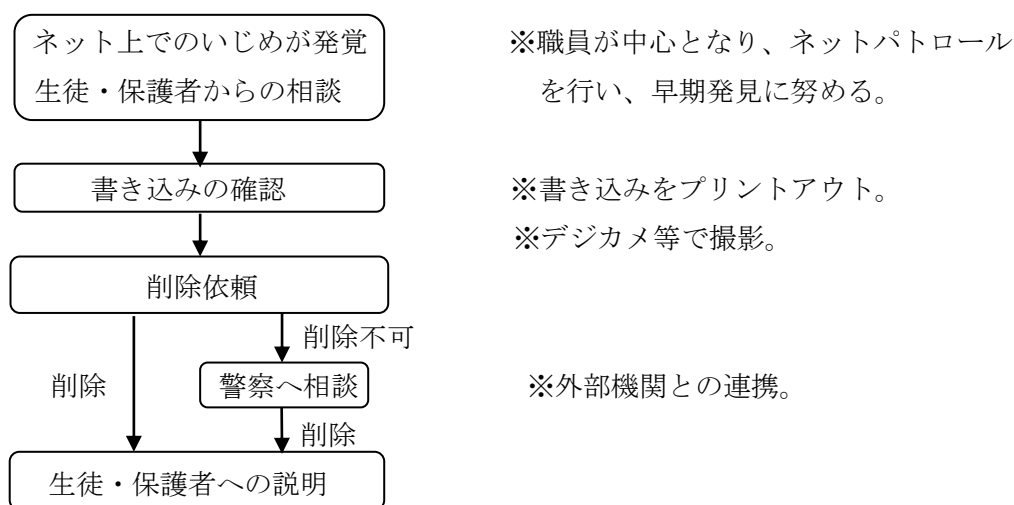 ネット上でのいじめが発覚
生徒・保護者からの相談
※職員が中心となり、ネットパトロール
を行い、早期発見に努める。
書き込みの確認
※書き込みをプリントアウト。
※デジカメ等で撮影。
削除依頼
削除不可
削除
警察へ相談
※外部機関との連携。
削除
生徒・保護者への説明